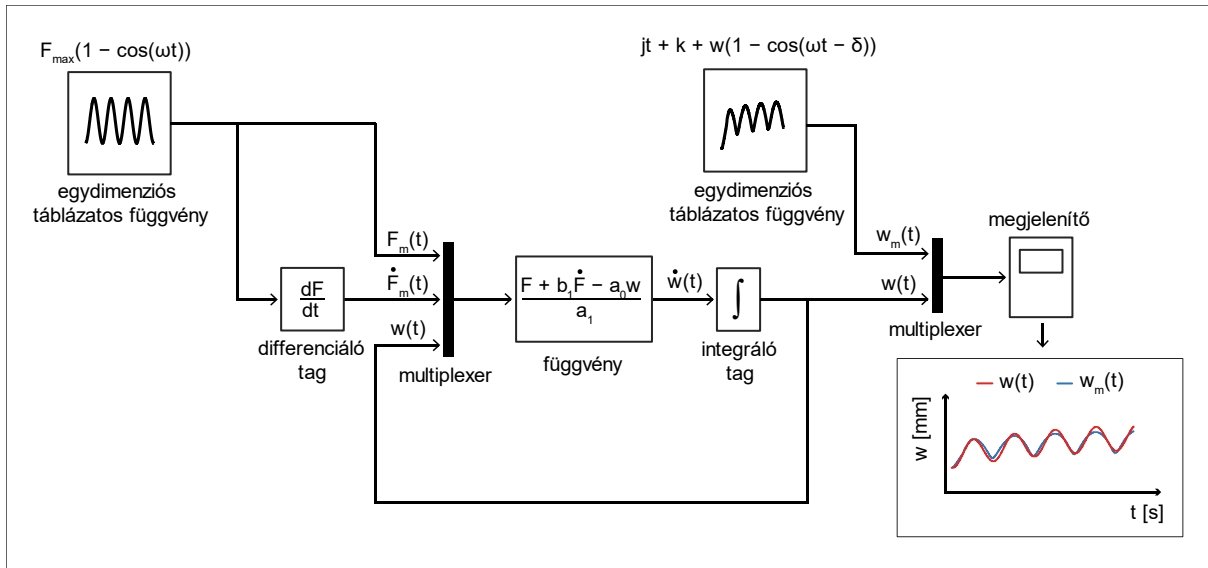 F_max(1 − cos(ωt))
egydimenziós
táblázatos függvény
jt + k + w(1 − cos(ωt − δ))
egydimenziós
táblázatos függvény
F_m(t)
dF
dt
differenciáló
tag
Ḟ_m(t)
w(t)
multiplexer
F + b_1Ḟ − a_0w
a_1
függvény
ẇ(t)
∫
integráló
tag
w_m(t)
w(t)
multiplexer
megjelenítő
w(t)
w_m(t)
w [mm]
t [s]